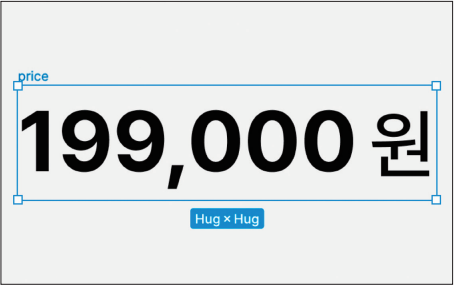 price
199,000 원
Hug × Hug